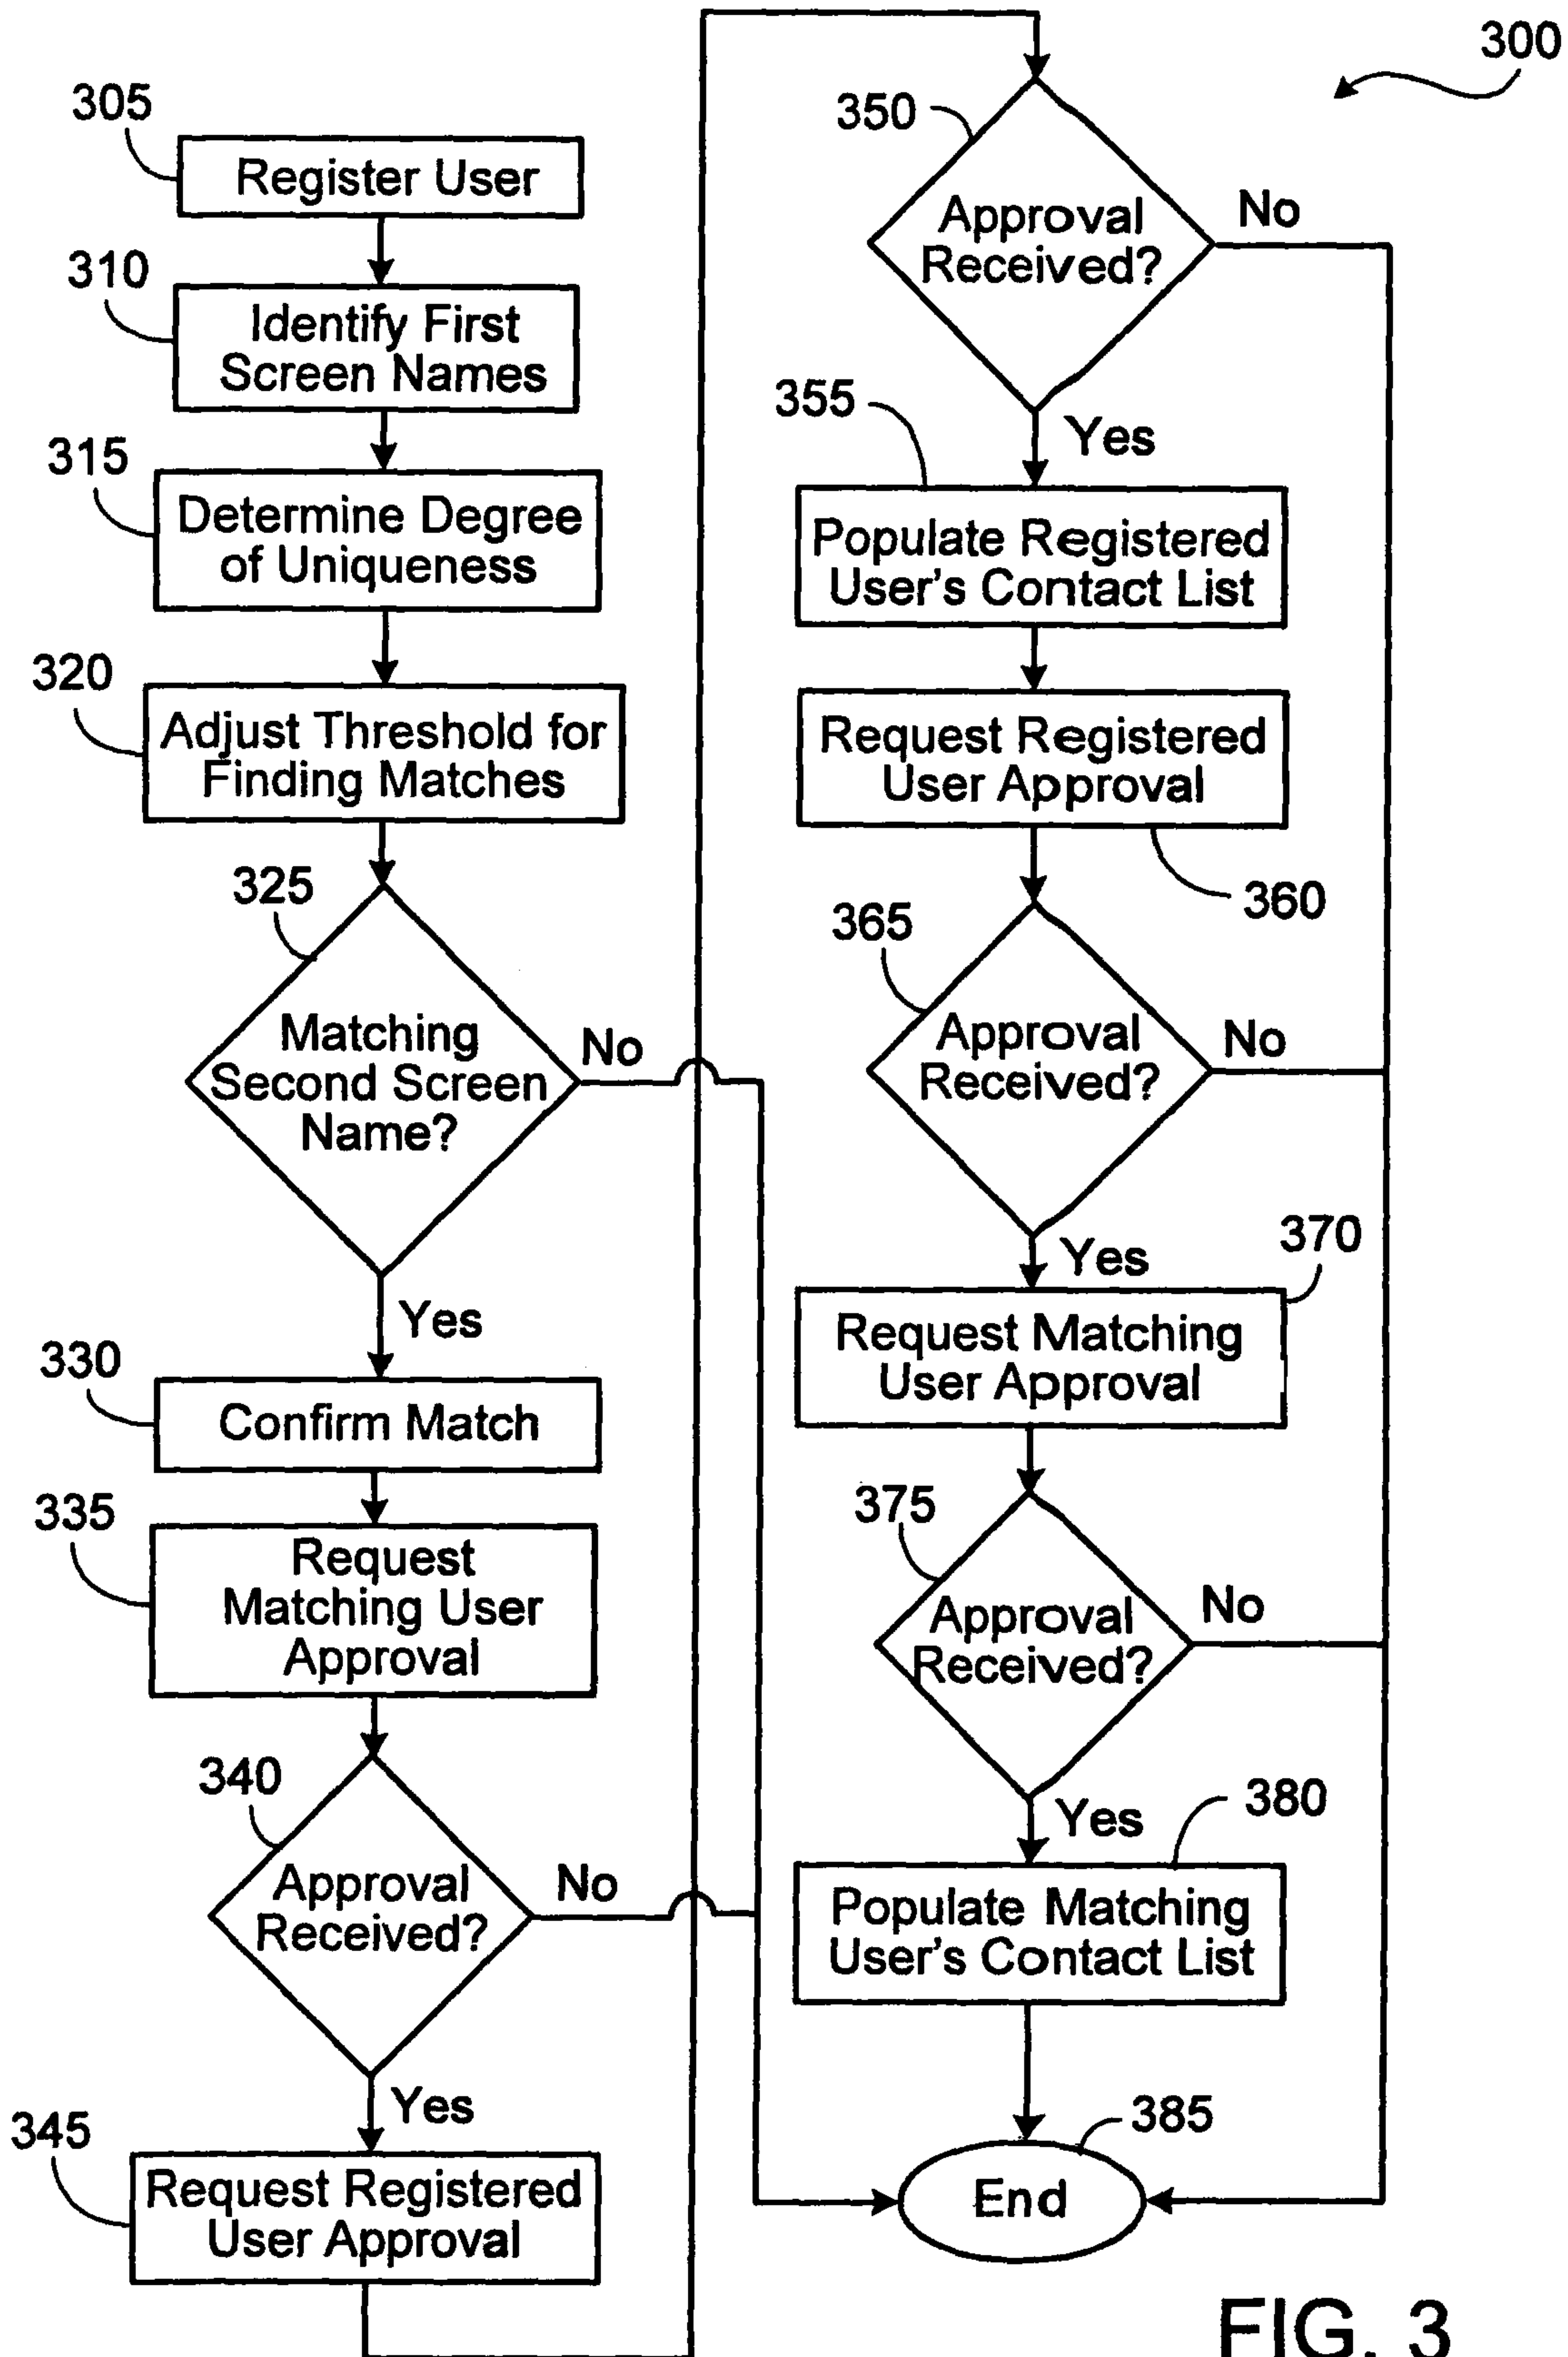 300
305
Register User
310
Identify First
Screen Names
315
Determine Degree
of Uniqueness
320
Adjust Threshold for
Finding Matches
325
Matching
Second Screen
Name?
No
Yes
330
Confirm Match
335
Request
Matching User
Approval
340
Approval
Received?
No
Yes
345
Request Registered
User Approval
350
Approval
Received?
No
Yes
355
Populate Registered
User's Contact List
Request Registered
User Approval
360
365
Approval
Received?
No
Yes
370
Request Matching
User Approval
375
Approval
Received?
No
Yes
380
Populate Matching
User's Contact List
385
End
FIG. 3